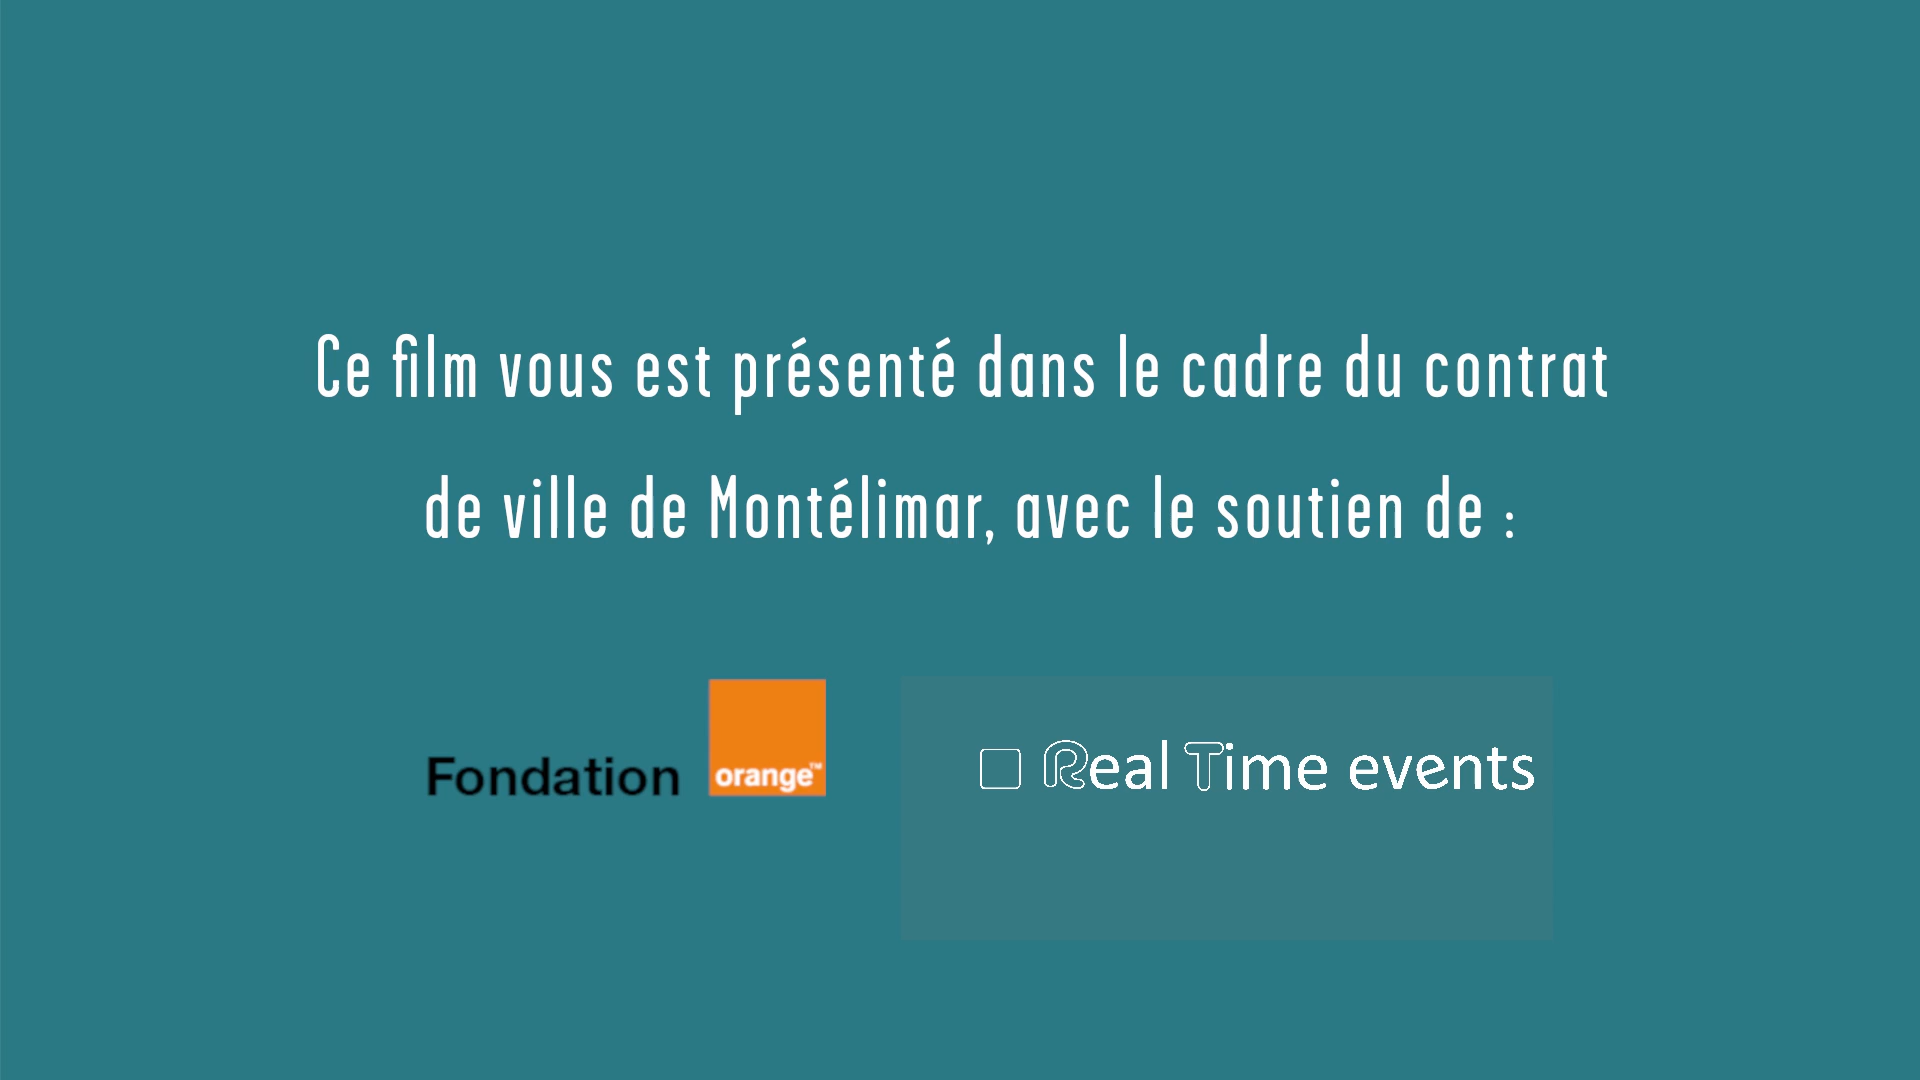 Ce film vous est présenté dans le cadre du contrat
de ville de Montélimar, avec le soutien de :
Fondation orange™ Real Time events